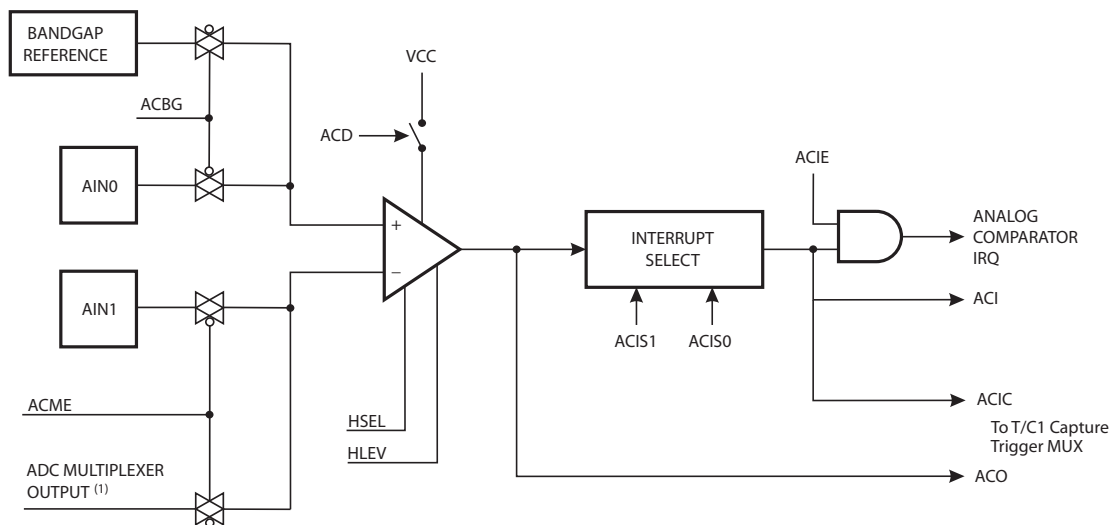 BANDGAP
REFERENCE
ACBG
AIN0
AIN1
ACME
ADC MULTIPLEXER
OUTPUT (1)
VCC
ACD
+
−
HSEL
HLEV
INTERRUPT
SELECT
ACIS1
ACIS0
ACIE
ANALOG
COMPARATOR
IRQ
ACI
ACIC
To T/C1 Capture
Trigger MUX
ACO